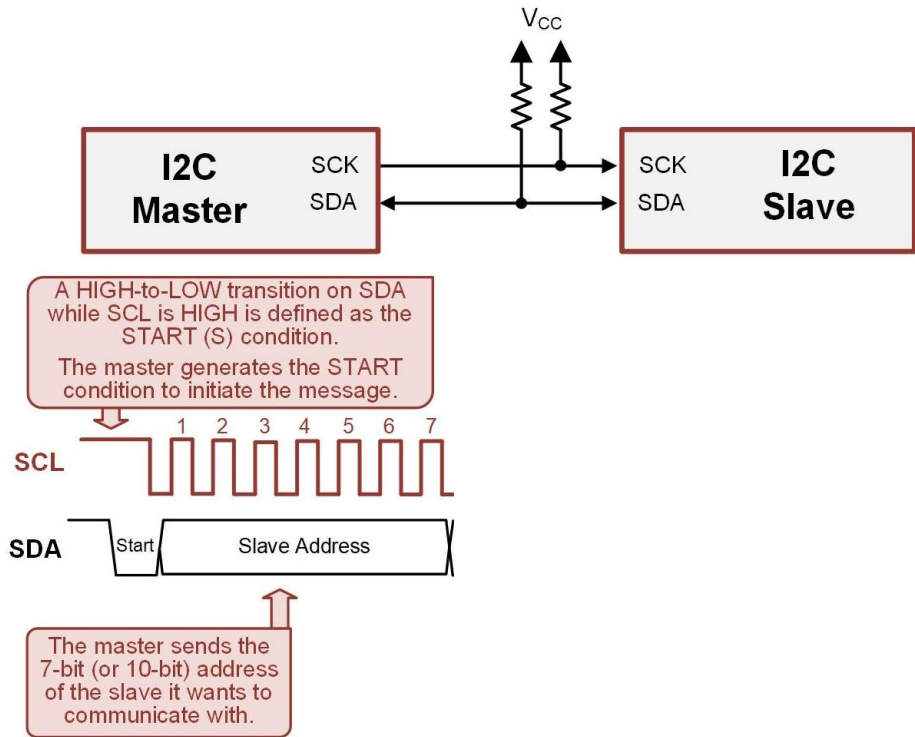 VCC
I2C
Master
SCK
SDA
SCK
SDA
I2C
Slave
A HIGH-to-LOW transition on SDA
while SCL is HIGH is defined as the
START (S) condition.
The master generates the START
condition to initiate the message.
1 2 3 4 5 6 7
SCL
SDA
Start
Slave Address
The master sends the
7-bit (or 10-bit) address
of the slave it wants to
communicate with.